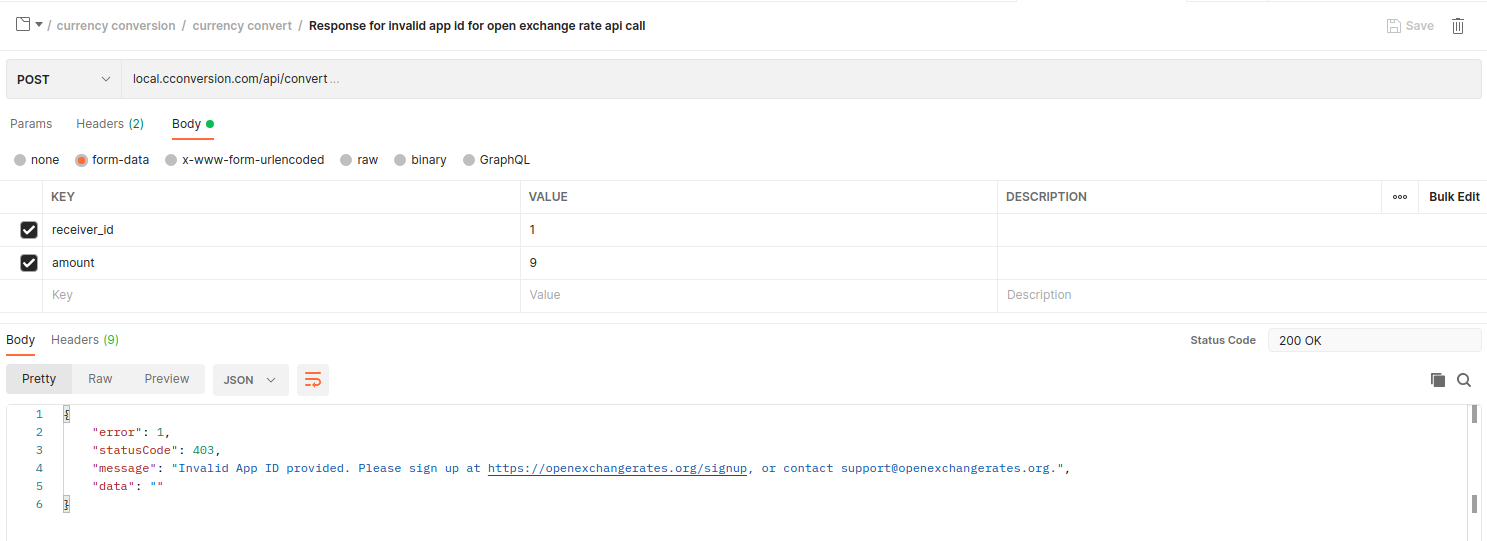 / currency conversion / currency convert / Response for invalid app id for open exchange rate api call Save
POST local.cconversion.com/api/convert ...
Params Headers (2) Body
none form-data x-www-form-urlencoded raw binary GraphQL
KEY VALUE DESCRIPTION ooo Bulk Edit
receiver_id 1
amount 9
Key Value Description
Body Headers (9) Status Code 200 OK
Pretty Raw Preview JSON
1 {
2 "error": 1,
3 "statusCode": 403,
4 "message": "Invalid App ID provided. Please sign up at https://openexchangerates.org/signup, or contact support@openexchangerates.org.",
5 "data": ""
6 }